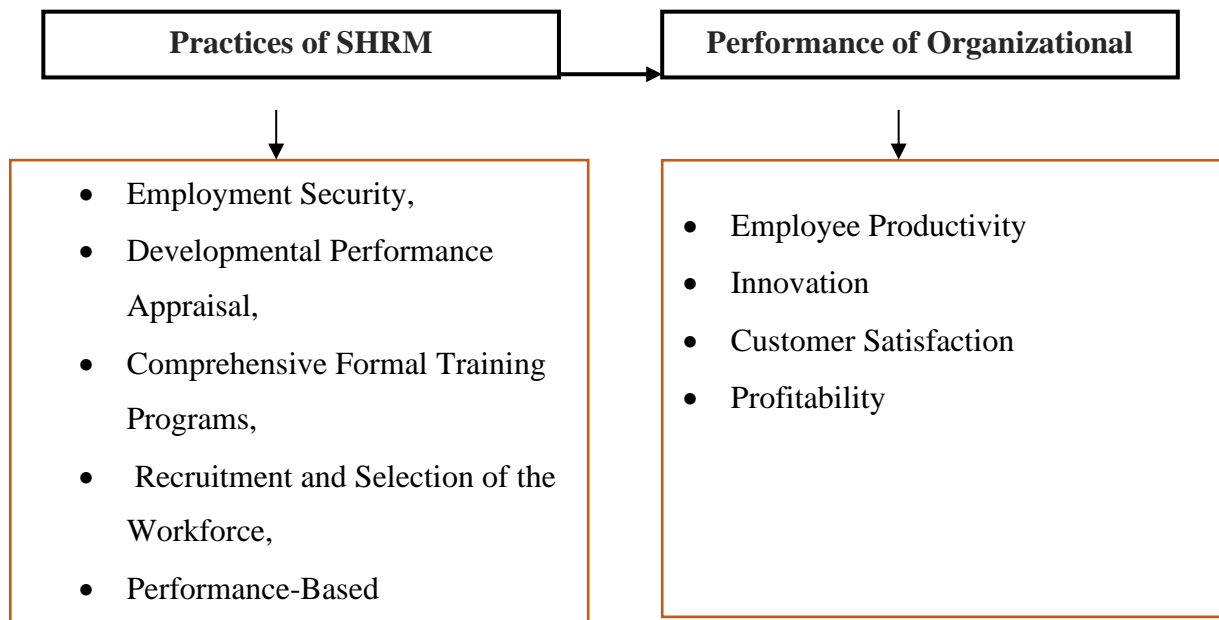 Practices of SHRM
Performance of Organizational
• Employment Security,
• Developmental Performance
Appraisal,
• Comprehensive Formal Training
Programs,
• Recruitment and Selection of the
Workforce,
• Performance-Based
• Employee Productivity
• Innovation
• Customer Satisfaction
• Profitability